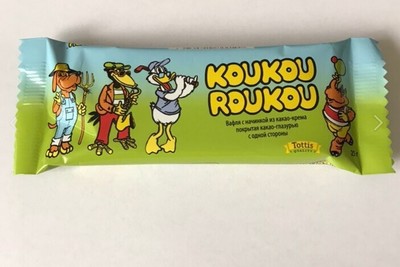 KOUKOU
ROUKOU
Вафля с начинкой из какао-крема
покрытая какао-глазурью
с одной стороны
Tottis